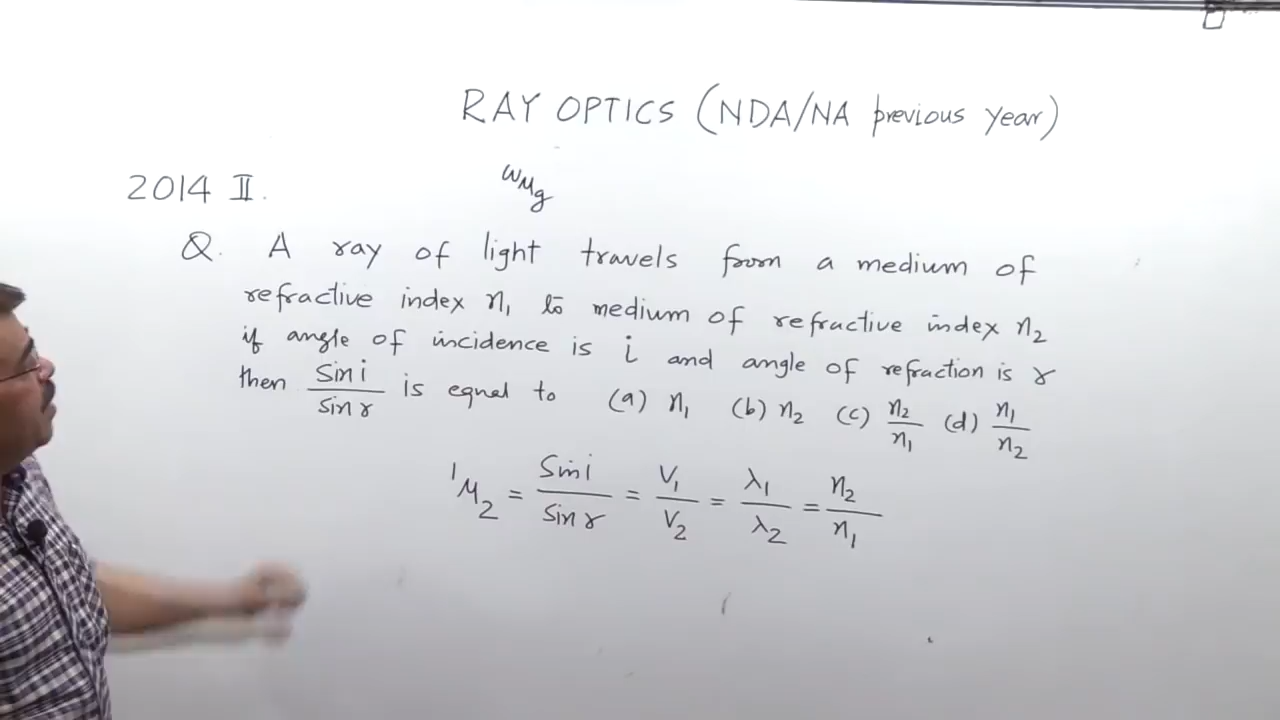 RAY OPTICS (NDA/NA previous year)
2014 II.
ωμg
Q. A ray of light travels from a medium of
refractive index n₁ to medium of refractive index n₂
if angle of incidence is i and angle of refraction is r
then Sin i / Sin r is equal to (a) n₁ (b) n₂ (c) n₂/n₁ (d) n₁/n₂
¹μ₂ = Sin i / Sin r = V₁/V₂ = λ₁/λ₂ = n₂/n₁